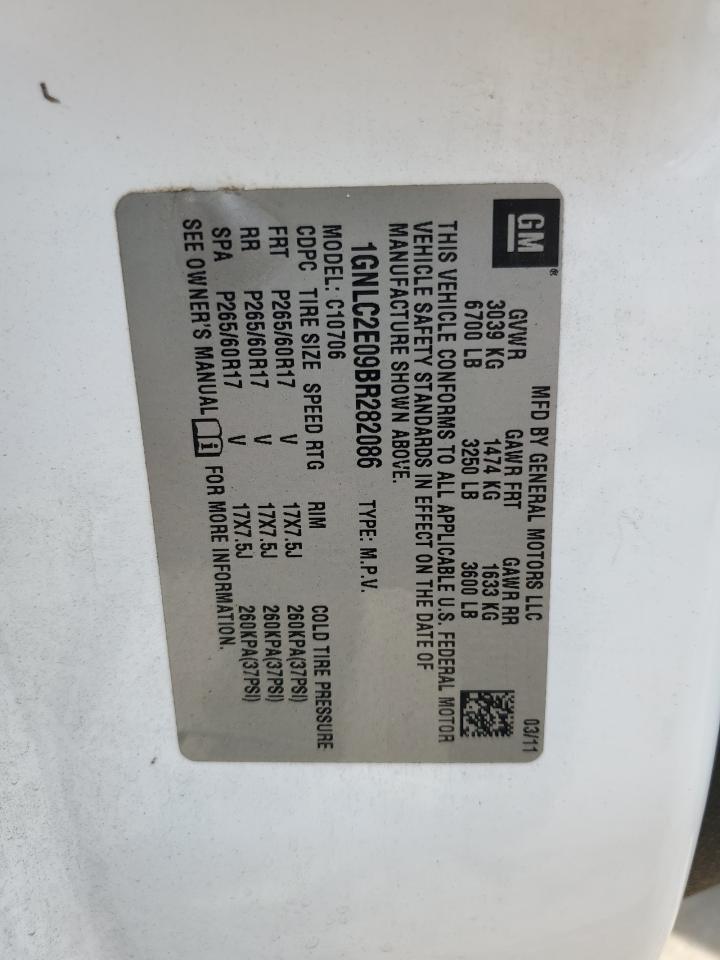 GM®
MFD BY GENERAL MOTORS LLC 03/11
GVWR GAWR FRT GAWR RR
3039 KG 1474 KG 1633 KG
6700 LB 3250 LB 3600 LB
THIS VEHICLE CONFORMS TO ALL APPLICABLE U.S. FEDERAL MOTOR
VEHICLE SAFETY STANDARDS IN EFFECT ON THE DATE OF
MANUFACTURE SHOWN ABOVE.
1GNLC2E09BR282086 TYPE: M.P.V.
MODEL: C10706
CDPC TIRE SIZE SPEED RTG RIM COLD TIRE PRESSURE
FRT P265/60R17 V 17X7.5J 260KPA(37PSI)
RR P265/60R17 V 17X7.5J 260KPA(37PSI)
SPA P265/60R17 V 17X7.5J 260KPA(37PSI)
SEE OWNER'S MANUAL i FOR MORE INFORMATION.